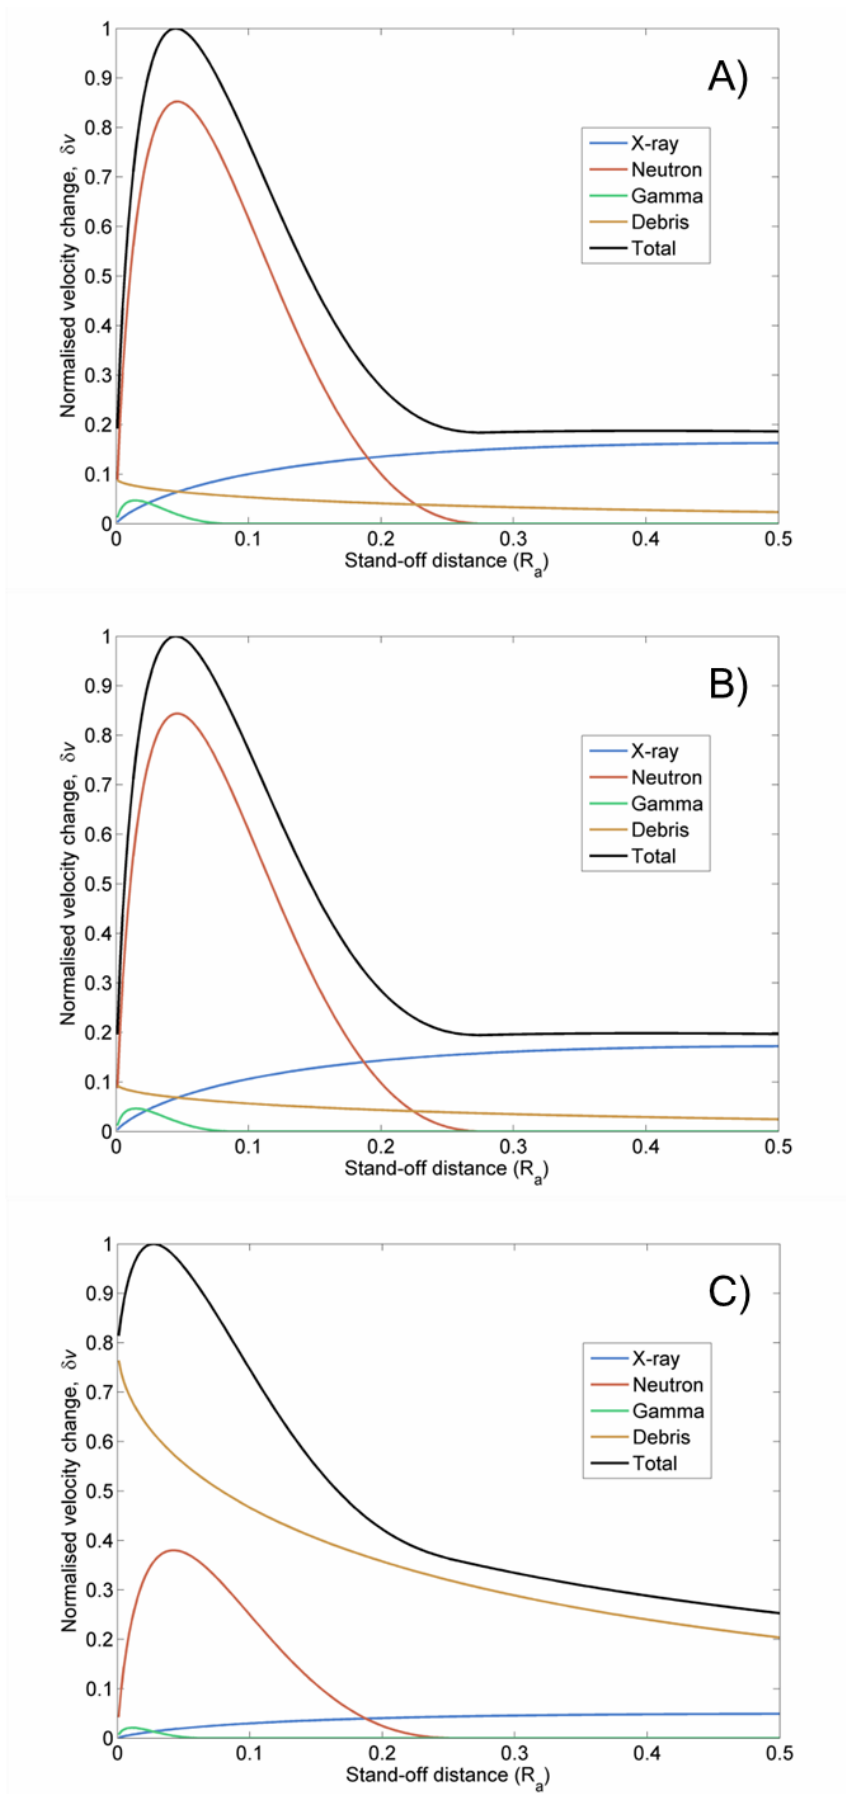 A)
1
0.9
0.8
0.7
0.6
0.5
0.4
0.3
0.2
0.1
0
Normalised velocity change, δv
X-ray
Neutron
Gamma
Debris
Total
0 0.1 0.2 0.3 0.4 0.5
Stand-off distance (Ra)
B)
1
0.9
0.8
0.7
0.6
0.5
0.4
0.3
0.2
0.1
0
Normalised velocity change, δv
X-ray
Neutron
Gamma
Debris
Total
0 0.1 0.2 0.3 0.4 0.5
Stand-off distance (Ra)
C)
1
0.9
0.8
0.7
0.6
0.5
0.4
0.3
0.2
0.1
0
Normalised velocity change, δv
X-ray
Neutron
Gamma
Debris
Total
0 0.1 0.2 0.3 0.4 0.5
Stand-off distance (Ra)